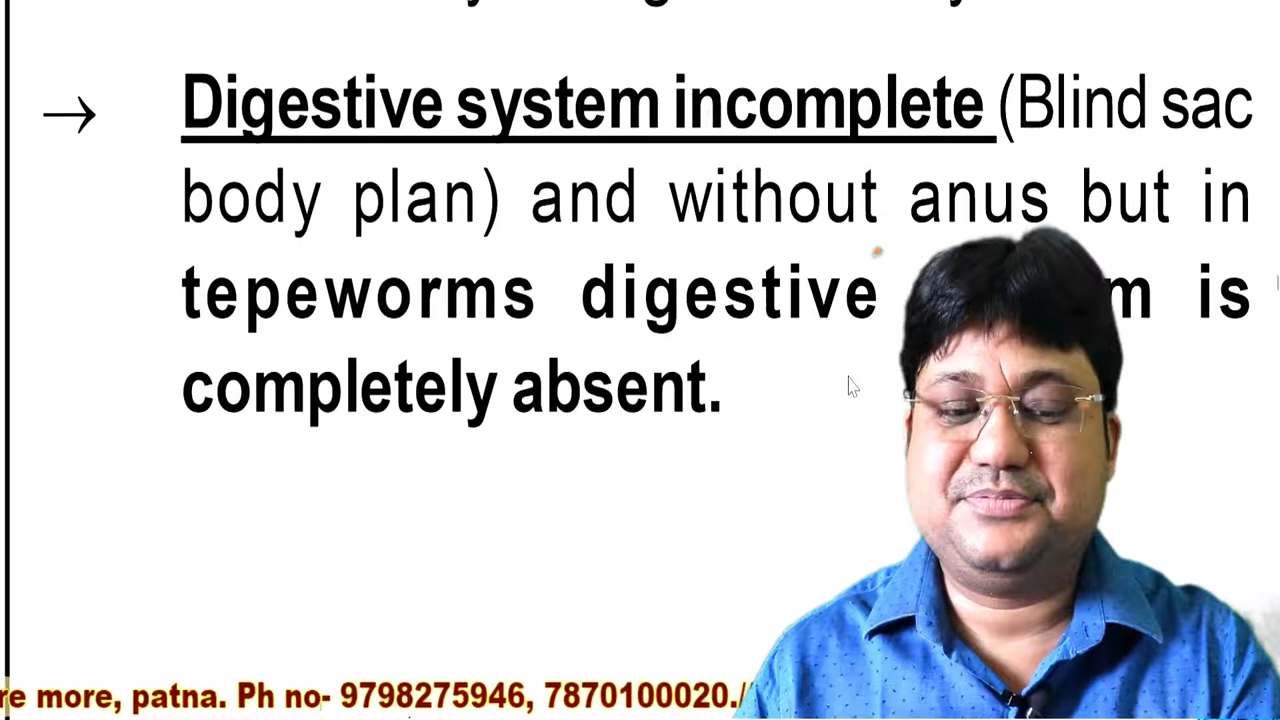 → Digestive system incomplete (Blind sac
body plan) and without anus but in
tepeworms digestive is
completely absent.
re more, patna. Ph no- 9798275946, 7870100020./